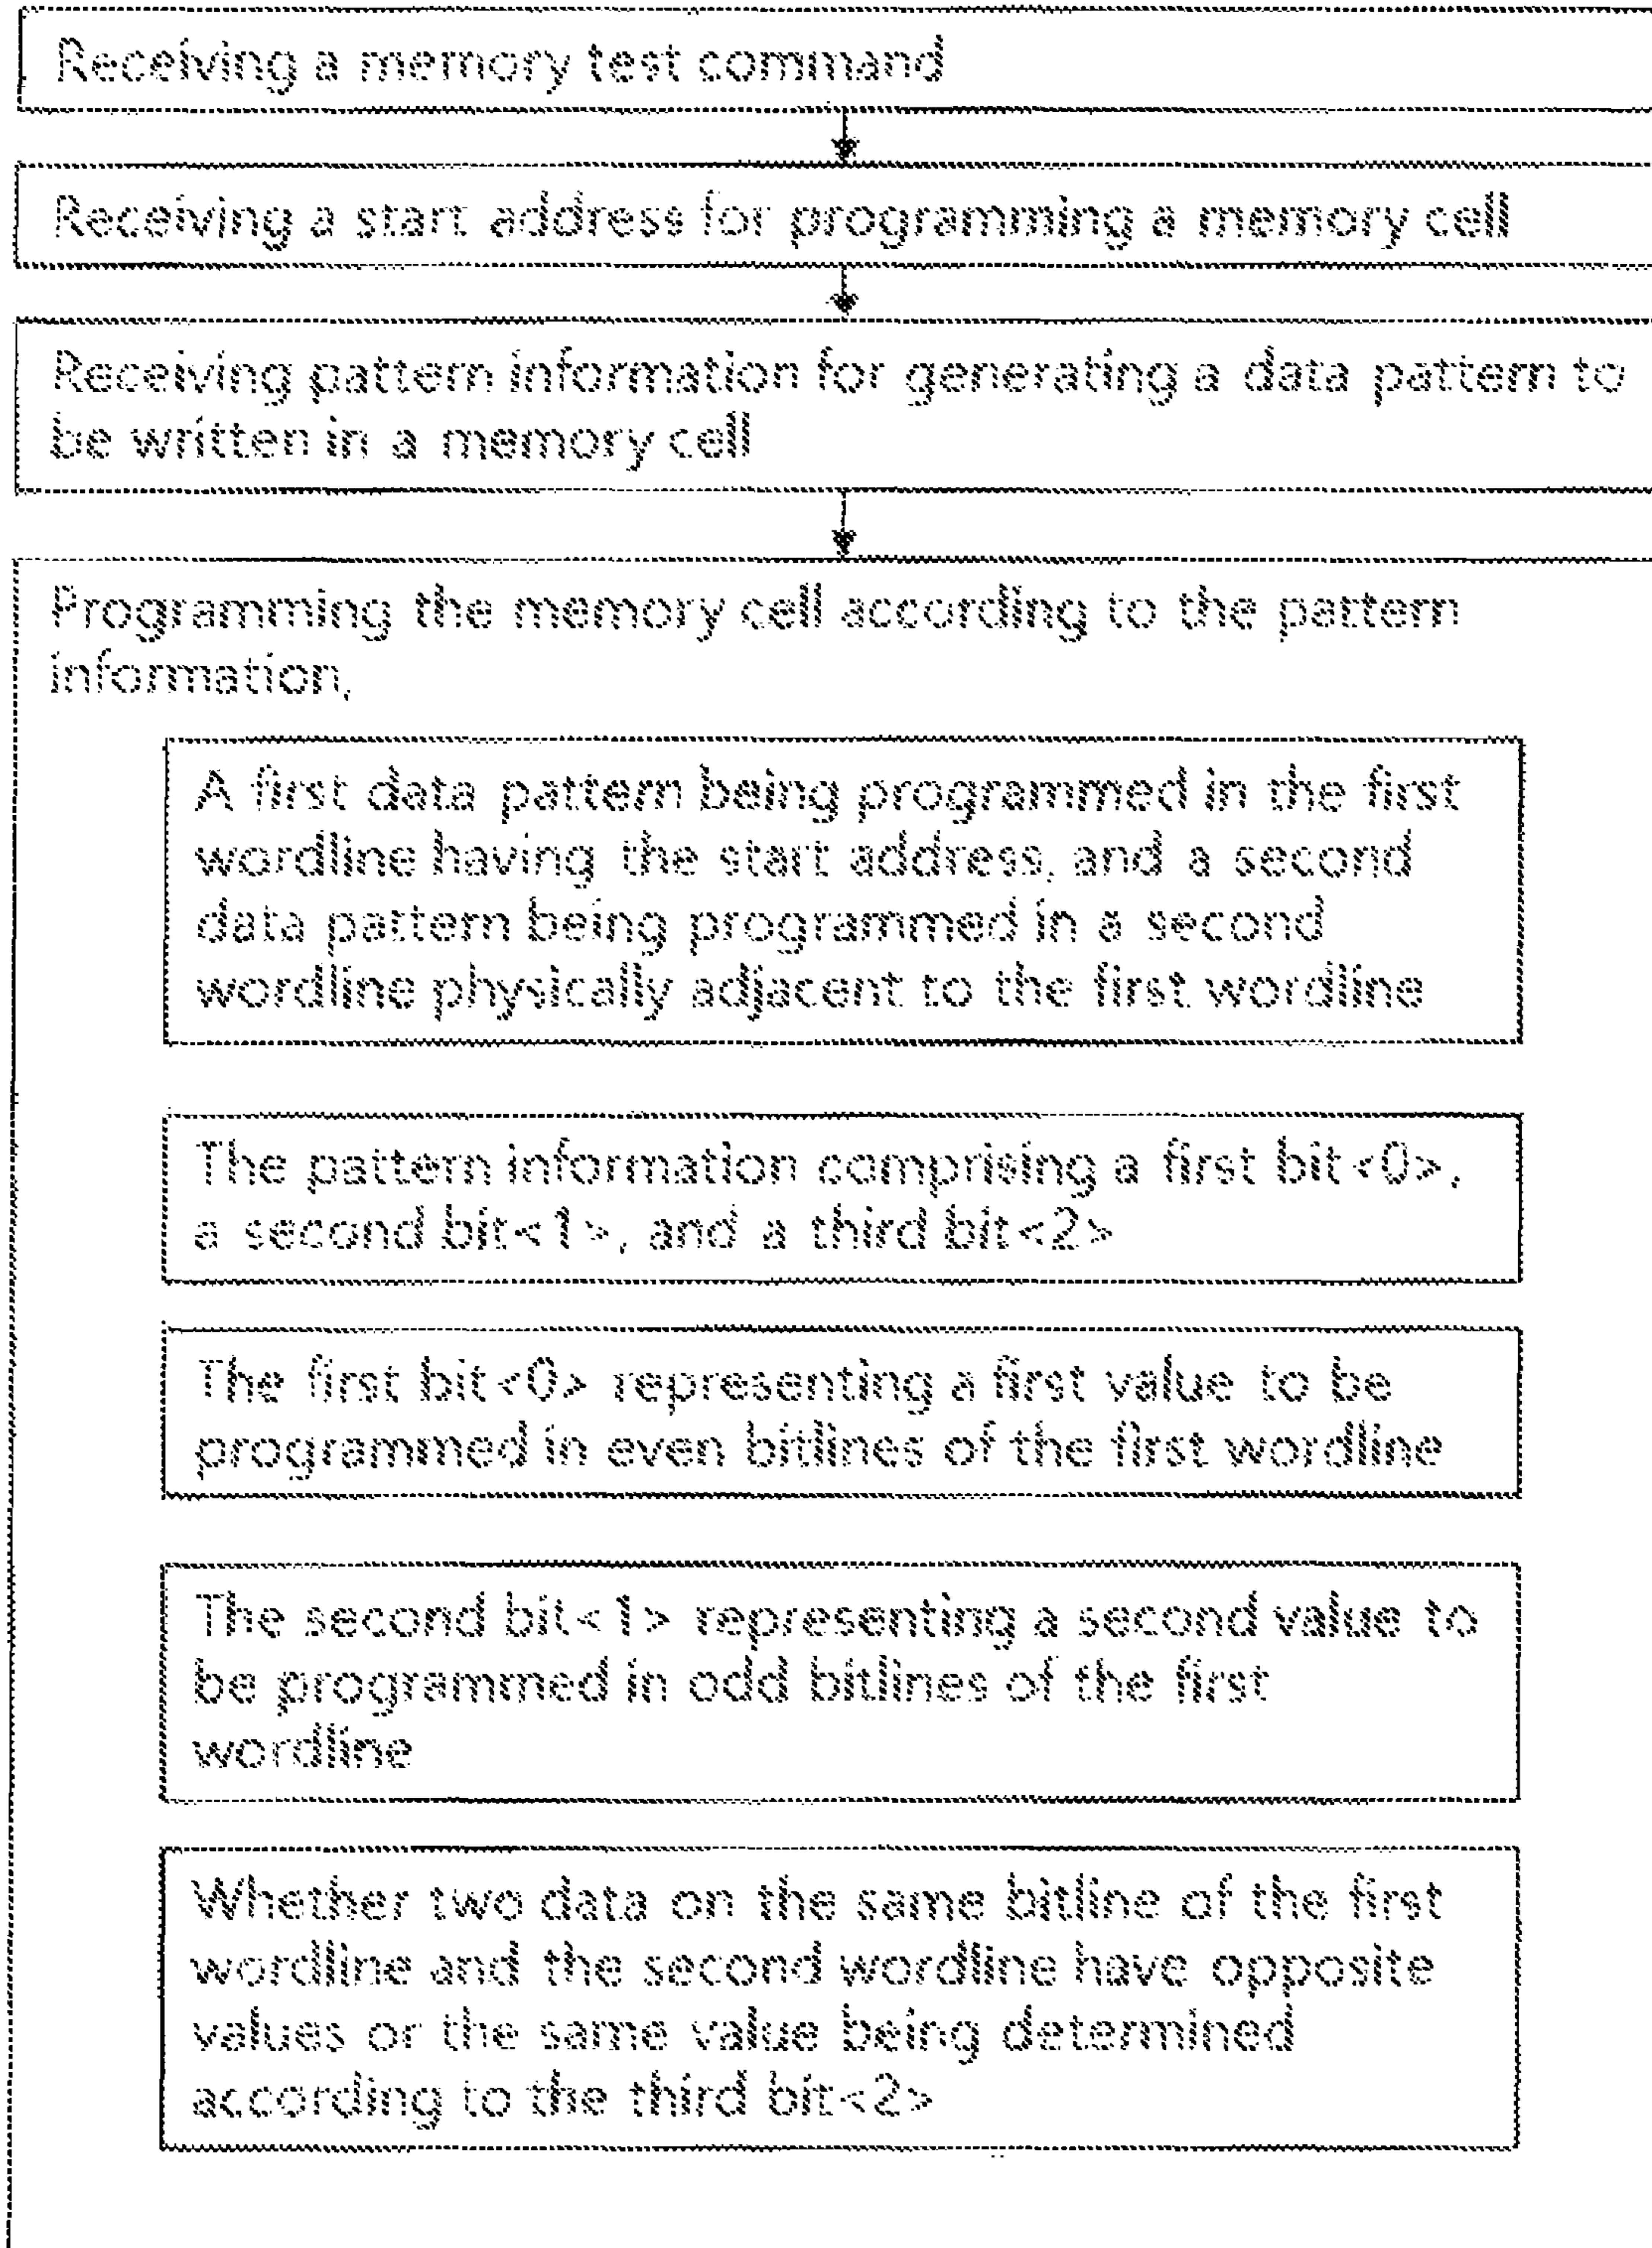 Receiving a memory test command
Receiving a start address for programming a memory cell
Receiving pattern information for generating a data pattern to
be written in a memory cell
Programming the memory cell according to the pattern
information,
A first data pattern being programmed in the first
wordline having the start address, and a second
data pattern being programmed in a second
wordline physically adjacent to the first wordline
The pattern information comprising a first bit<0>,
a second bit<1>, and a third bit<2>
The first bit<0> representing a first value to be
programmed in even bitlines of the first wordline
The second bit<1> representing a second value to
be programmed in odd bitlines of the first
wordline
Whether two data on the same bitline of the first
wordline and the second wordline have opposite
values or the same value being determined
according to the third bit<2>